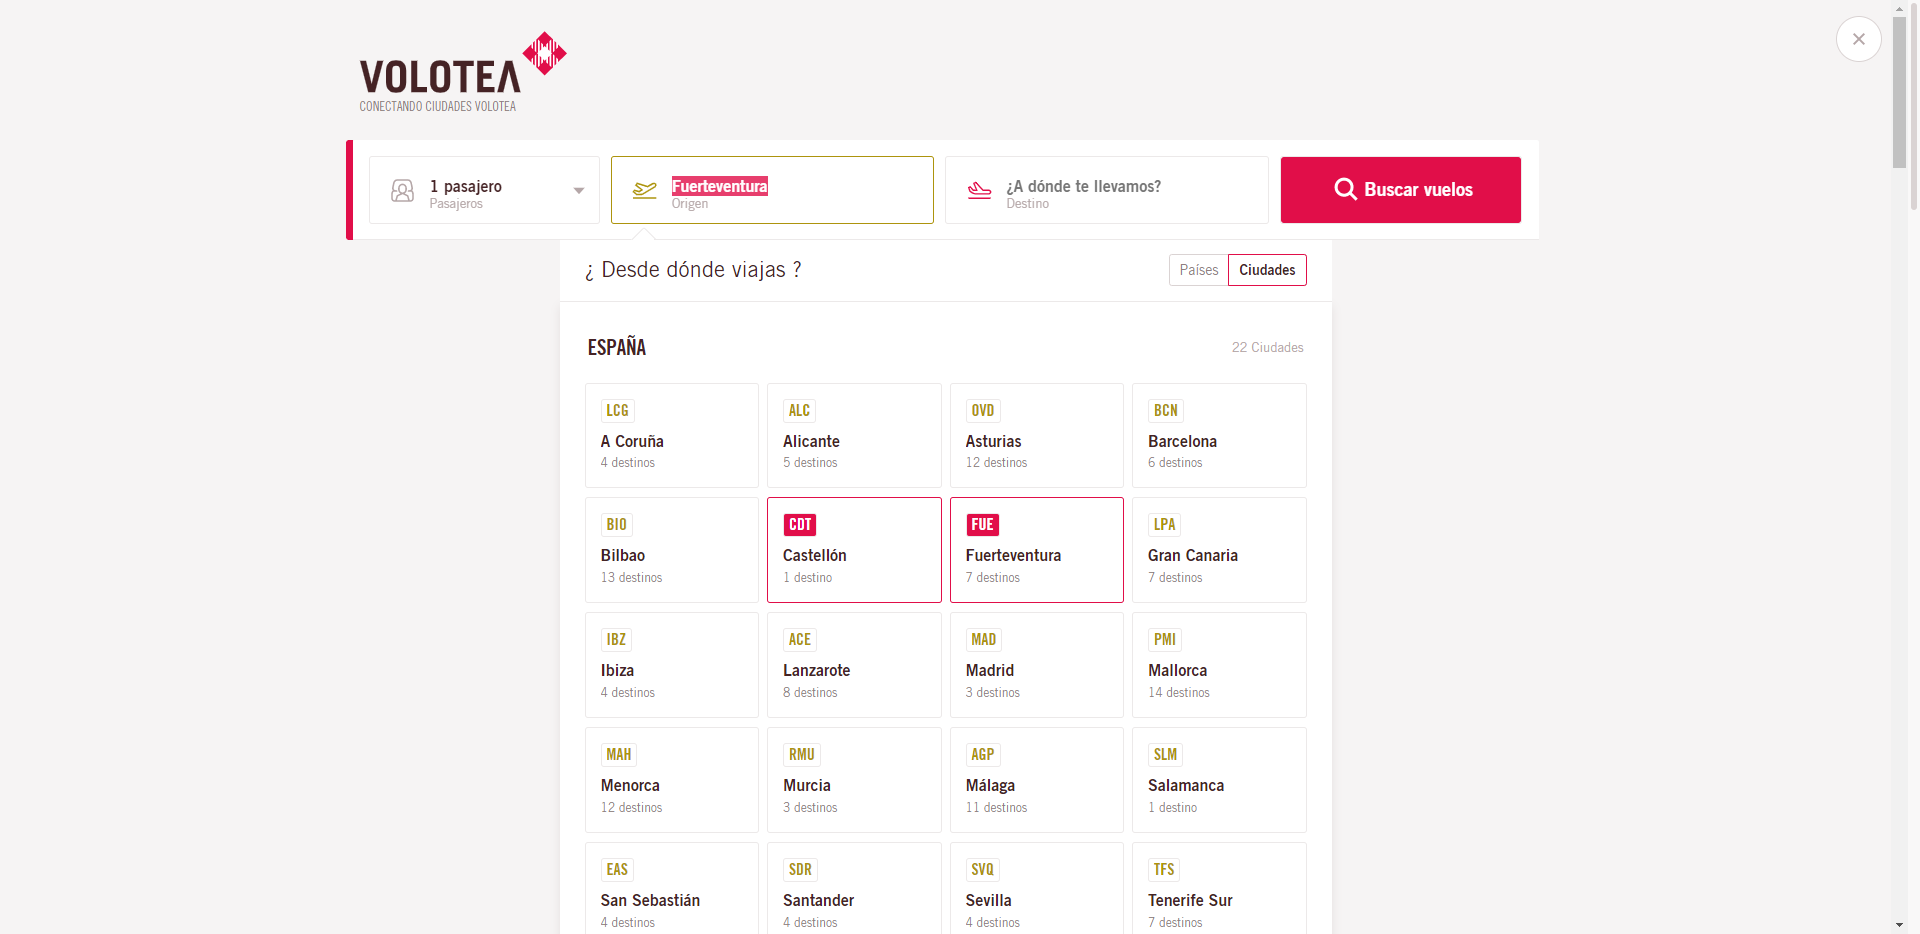 VOLOTEA
CONECTANDO CIUDADES VOLOTEA
1 pasajero
Pasajeros
Fuerteventura
Origen
¿A dónde te llevamos?
Destino
Buscar vuelos
¿ Desde dónde viajas ?
Países
Ciudades
ESPAÑA
22 Ciudades
LCG
A Coruña
4 destinos
ALC
Alicante
5 destinos
OVD
Asturias
12 destinos
BCN
Barcelona
6 destinos
BIO
Bilbao
13 destinos
CDT
Castellón
1 destino
FUE
Fuerteventura
7 destinos
LPA
Gran Canaria
7 destinos
IBZ
Ibiza
4 destinos
ACE
Lanzarote
8 destinos
MAD
Madrid
3 destinos
PMI
Mallorca
14 destinos
MAH
Menorca
12 destinos
RMU
Murcia
3 destinos
AGP
Málaga
11 destinos
SLM
Salamanca
1 destino
EAS
San Sebastián
4 destinos
SDR
Santander
4 destinos
SVQ
Sevilla
4 destinos
TFS
Tenerife Sur
7 destinos